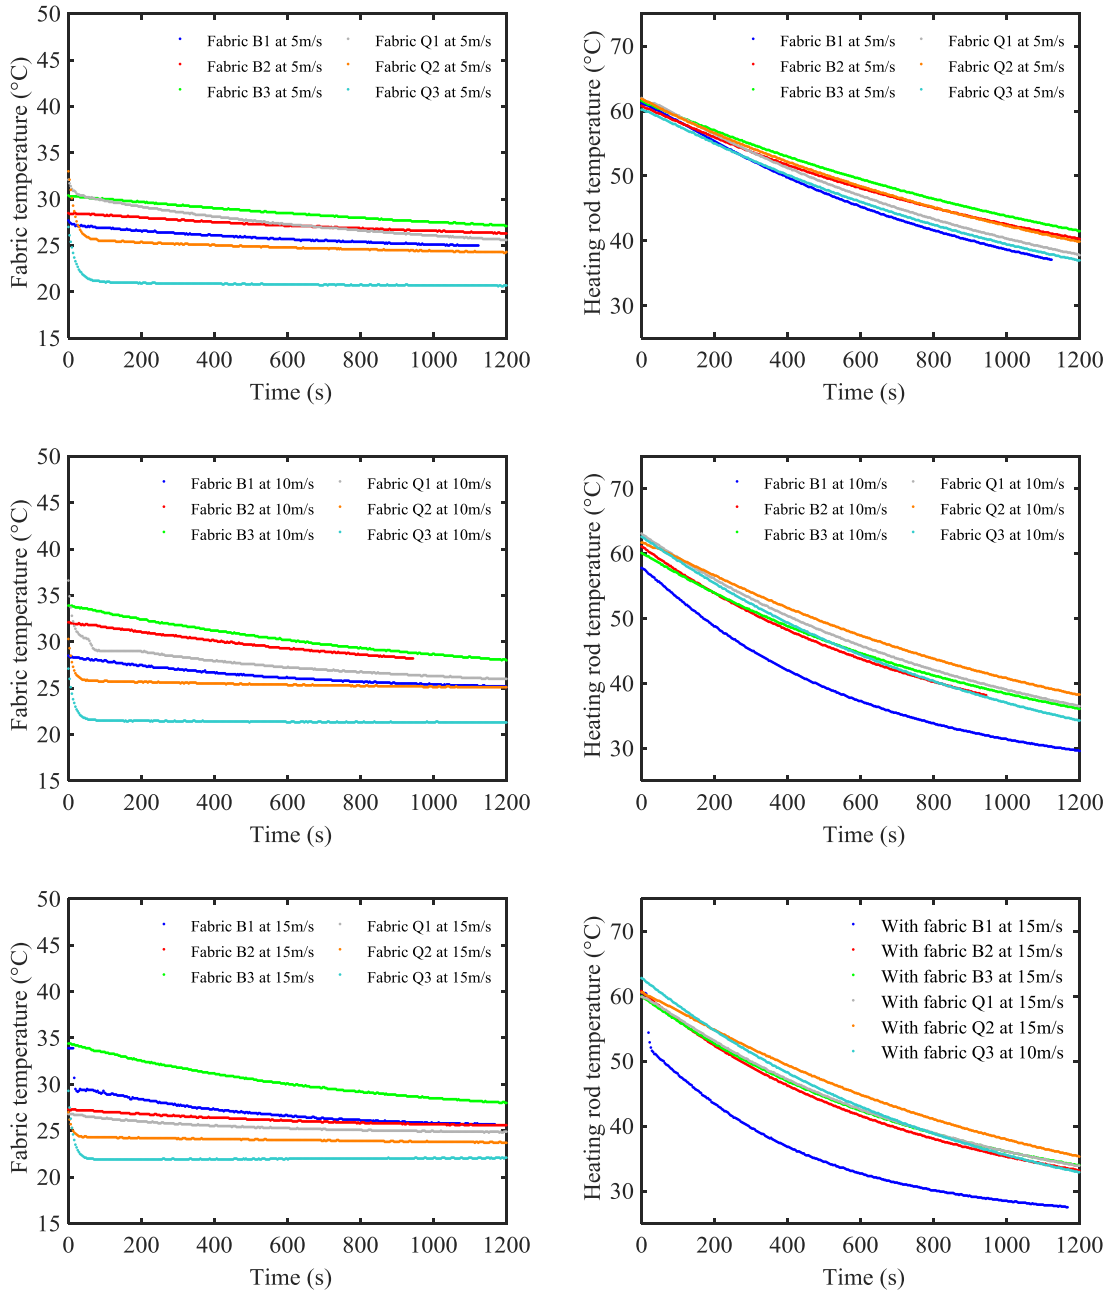 Fabric temperature (°C)
50
45
40
35
30
25
20
15
Fabric B1 at 5m/s
Fabric B2 at 5m/s
Fabric B3 at 5m/s
Fabric Q1 at 5m/s
Fabric Q2 at 5m/s
Fabric Q3 at 5m/s
0 200 400 600 800 1000 1200
Time (s)
Heating rod temperature (°C)
70
60
50
40
30
Fabric B1 at 5m/s
Fabric B2 at 5m/s
Fabric B3 at 5m/s
Fabric Q1 at 5m/s
Fabric Q2 at 5m/s
Fabric Q3 at 5m/s
0 200 400 600 800 1000 1200
Time (s)
Fabric temperature (°C)
50
45
40
35
30
25
20
15
Fabric B1 at 10m/s
Fabric B2 at 10m/s
Fabric B3 at 10m/s
Fabric Q1 at 10m/s
Fabric Q2 at 10m/s
Fabric Q3 at 10m/s
0 200 400 600 800 1000 1200
Time (s)
Heating rod temperature (°C)
70
60
50
40
30
Fabric B1 at 10m/s
Fabric B2 at 10m/s
Fabric B3 at 10m/s
Fabric Q1 at 10m/s
Fabric Q2 at 10m/s
Fabric Q3 at 10m/s
0 200 400 600 800 1000 1200
Time (s)
Fabric temperature (°C)
50
45
40
35
30
25
20
15
Fabric B1 at 15m/s
Fabric B2 at 15m/s
Fabric B3 at 15m/s
Fabric Q1 at 15m/s
Fabric Q2 at 15m/s
Fabric Q3 at 15m/s
0 200 400 600 800 1000 1200
Time (s)
Heating rod temperature (°C)
70
60
50
40
30
With fabric B1 at 15m/s
With fabric B2 at 15m/s
With fabric B3 at 15m/s
With fabric Q1 at 15m/s
With fabric Q2 at 15m/s
With fabric Q3 at 10m/s
0 200 400 600 800 1000 1200
Time (s)